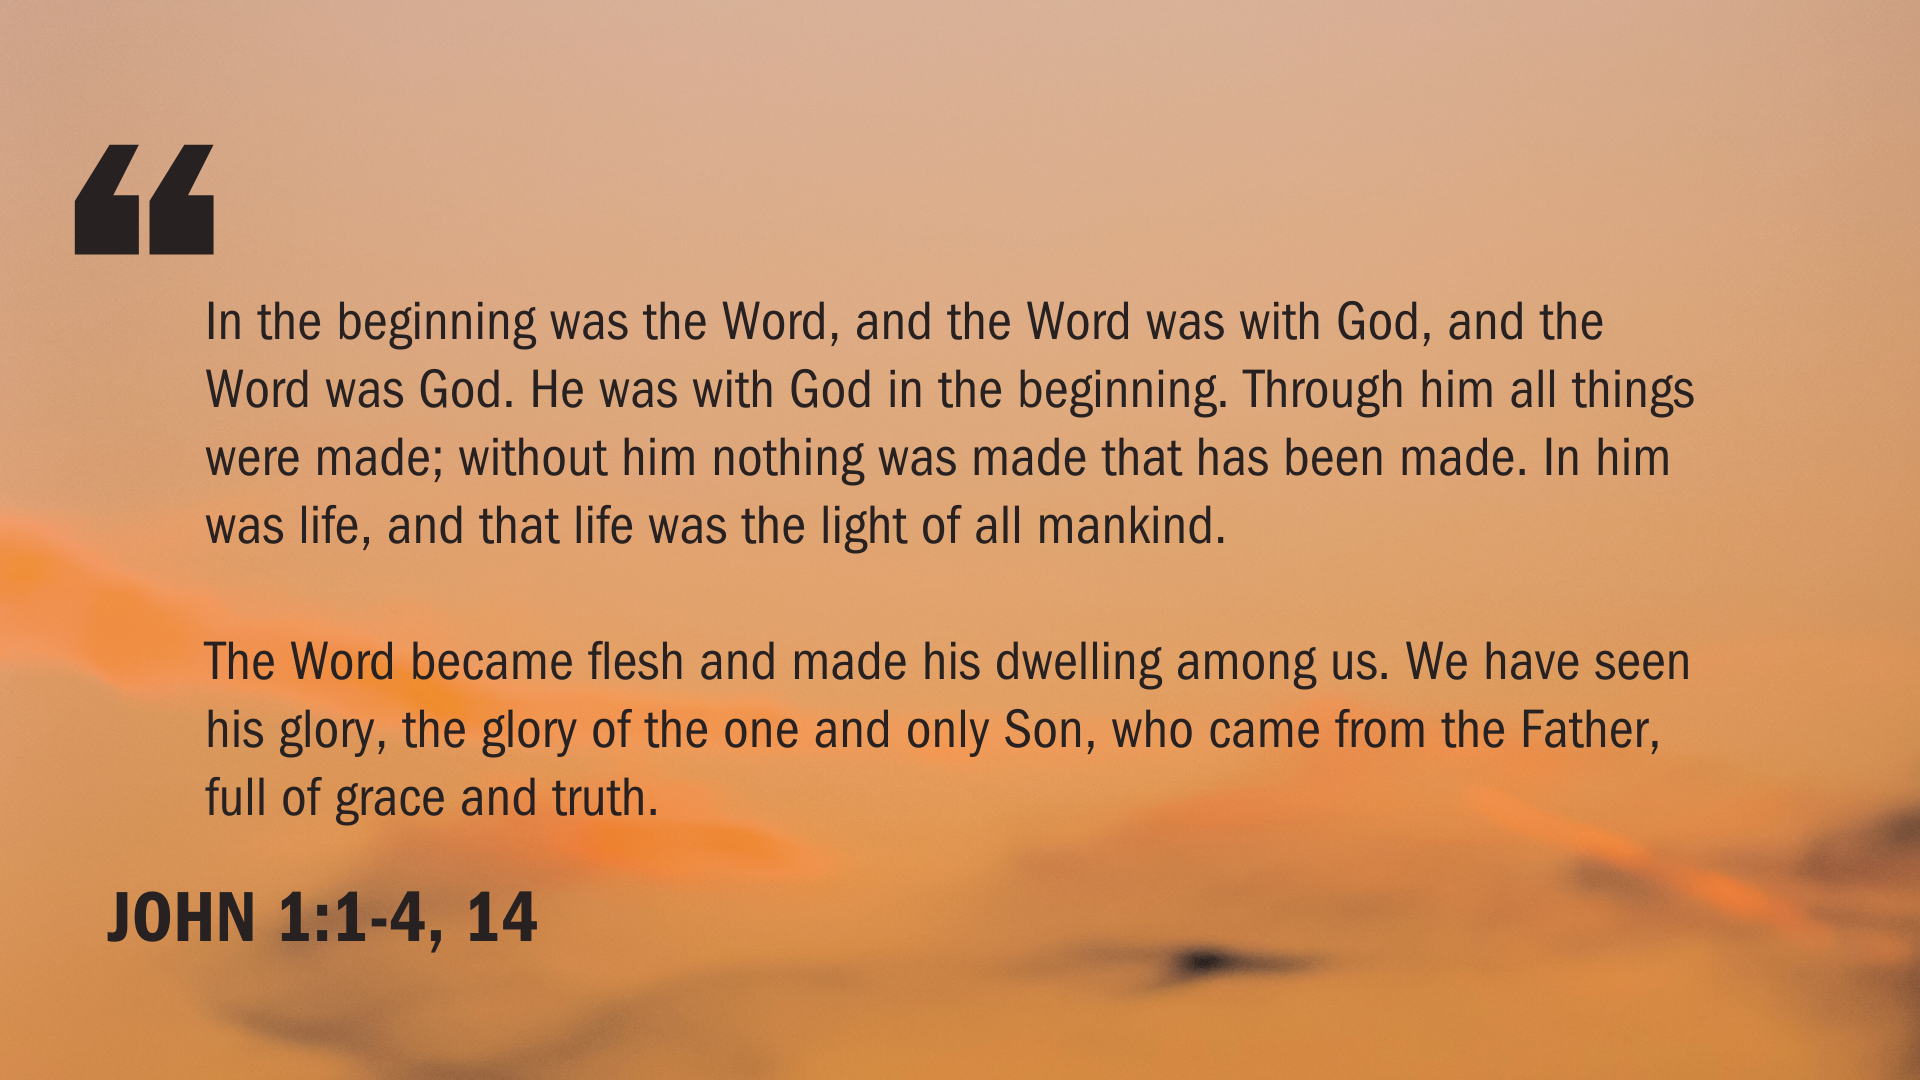 “
In the beginning was the Word, and the Word was with God, and the
Word was God. He was with God in the beginning. Through him all things
were made; without him nothing was made that has been made. In him
was life, and that life was the light of all mankind.
The Word became flesh and made his dwelling among us. We have seen
his glory, the glory of the one and only Son, who came from the Father,
full of grace and truth.
JOHN 1:1-4, 14